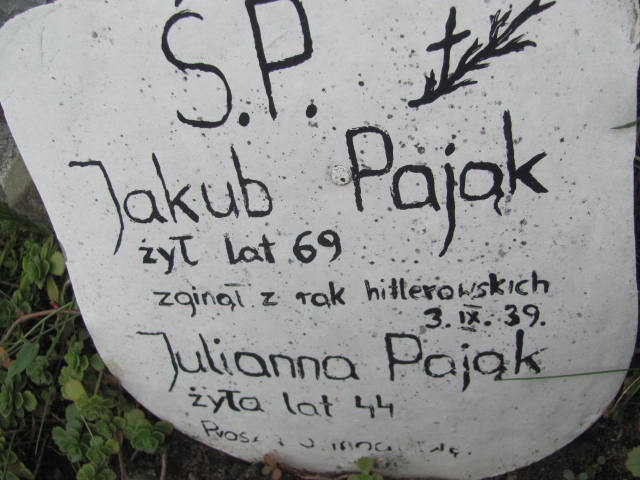 Ś.P.
Jakub Pająk
żył lat 69
zginął z rąk hitlerowskich
3. IX. 39.
Julianna Pająk
żyła lat 44